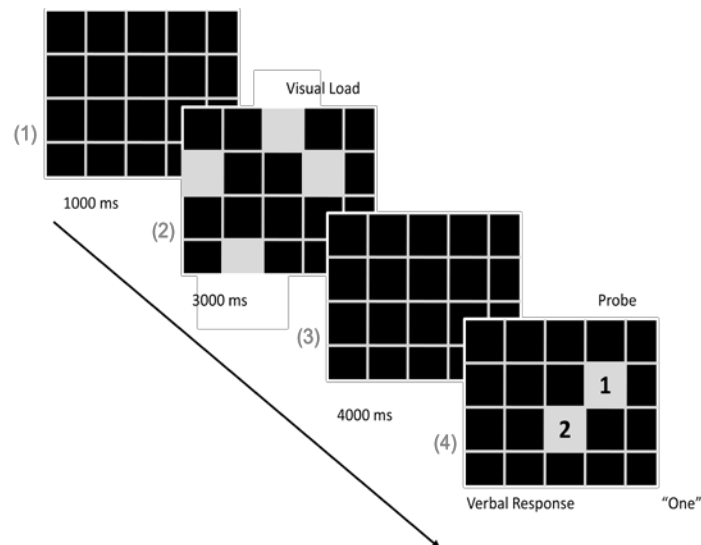 Visual Load
(1)
1000 ms
(2)
3000 ms
Probe
(3)
1
4000 ms
2
(4)
Verbal Response “One”